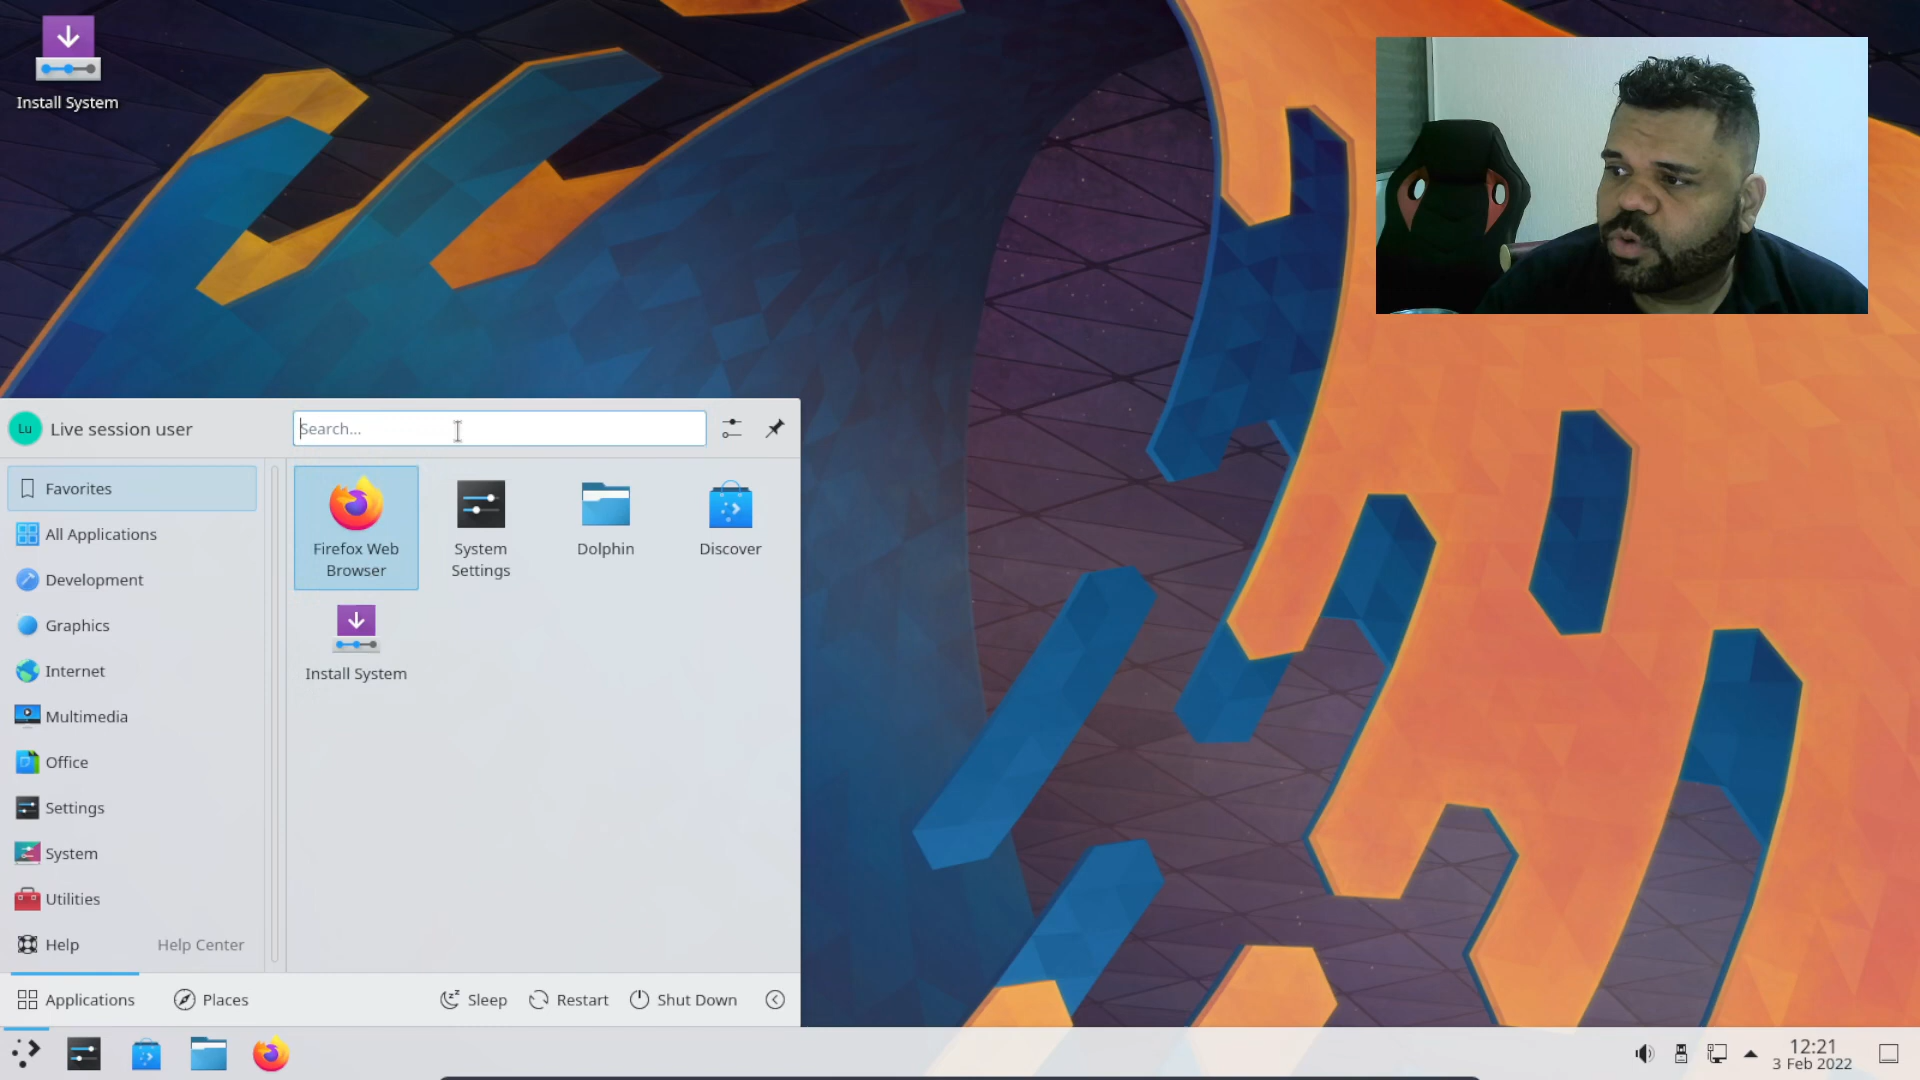 Install System
Lu
Live session user
Search...
Favorites
All Applications
Development
Graphics
Internet
Multimedia
Office
Settings
System
Utilities
Help
Help Center
Firefox Web
Browser
System
Settings
Dolphin
Discover
Install System
Applications
Places
Sleep
Restart
Shut Down
12:21
3 Feb 2022